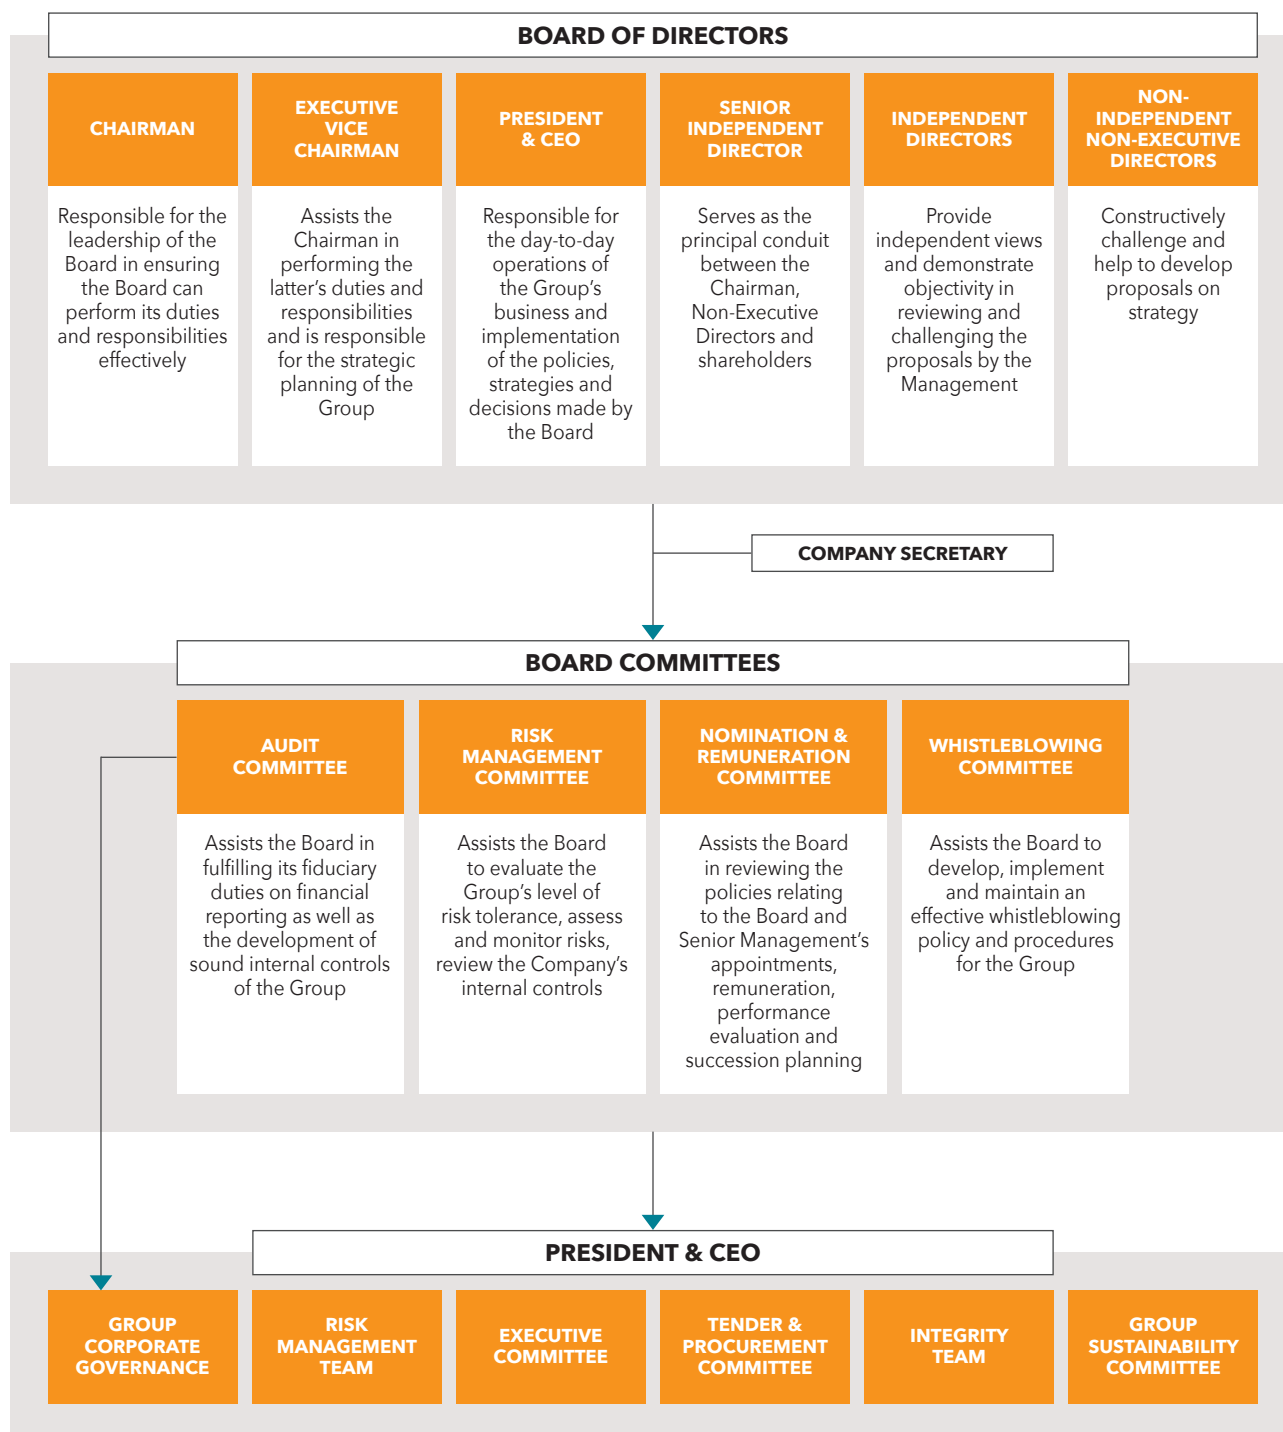 BOARD OF DIRECTORS
CHAIRMAN
Responsible for the
leadership of the
Board in ensuring
the Board can
perform its duties
and responsibilities
effectively
EXECUTIVE
VICE
CHAIRMAN
Assists the
Chairman in
performing the
latter’s duties and
responsibilities
and is responsible
for the strategic
planning of the
Group
PRESIDENT
& CEO
Responsible for
the day-to-day
operations of
the Group’s
business and
implementation
of the policies,
strategies and
decisions made by
the Board
SENIOR
INDEPENDENT
DIRECTOR
Serves as the
principal conduit
between the
Chairman,
Non-Executive
Directors and
shareholders
INDEPENDENT
DIRECTORS
Provide
independent views
and demonstrate
objectivity in
reviewing and
challenging the
proposals by the
Management
NON-
INDEPENDENT
NON-EXECUTIVE
DIRECTORS
Constructively
challenge and
help to develop
proposals on
strategy
COMPANY SECRETARY
BOARD COMMITTEES
AUDIT
COMMITTEE
Assists the Board in
fulfilling its fiduciary
duties on financial
reporting as well as
the development of
sound internal controls
of the Group
RISK
MANAGEMENT
COMMITTEE
Assists the Board
to evaluate the
Group’s level of
risk tolerance, assess
and monitor risks,
review the Company’s
internal controls
NOMINATION &
REMUNERATION
COMMITTEE
Assists the Board
in reviewing the
policies relating
to the Board and
Senior Management’s
appointments,
remuneration,
performance
evaluation and
succession planning
WHISTLEBLOWING
COMMITTEE
Assists the Board to
develop, implement
and maintain an
effective whistleblowing
policy and procedures
for the Group
PRESIDENT & CEO
GROUP
CORPORATE
GOVERNANCE
RISK
MANAGEMENT
TEAM
EXECUTIVE
COMMITTEE
TENDER &
PROCUREMENT
COMMITTEE
INTEGRITY
TEAM
GROUP
SUSTAINABILITY
COMMITTEE